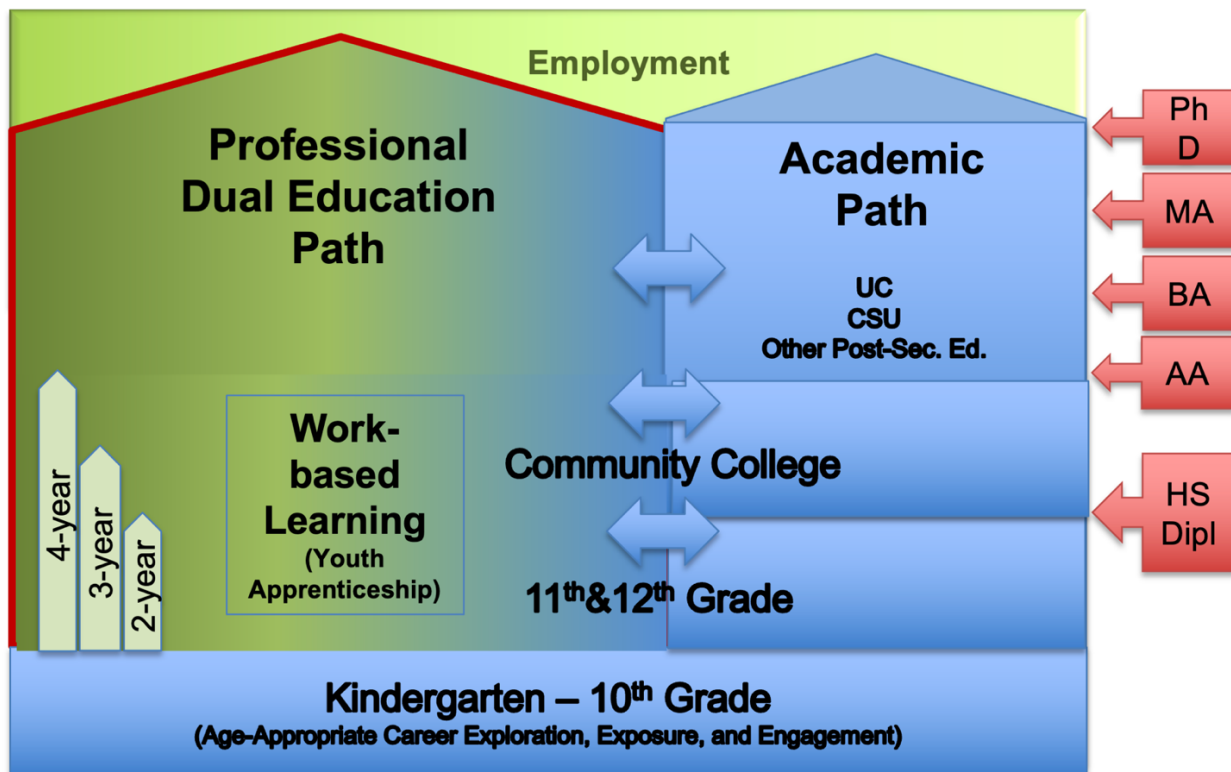 Employment
Professional
Dual Education
Path
Academic
Path
UC
CSU
Other Post-Sec. Ed.
Ph
D
MA
BA
AA
HS
Dipl
4-year
3-year
2-year
Work-
based
Learning
(Youth
Apprenticeship)
Community College
11th&12th Grade
Kindergarten – 10th Grade
(Age-Appropriate Career Exploration, Exposure, and Engagement)